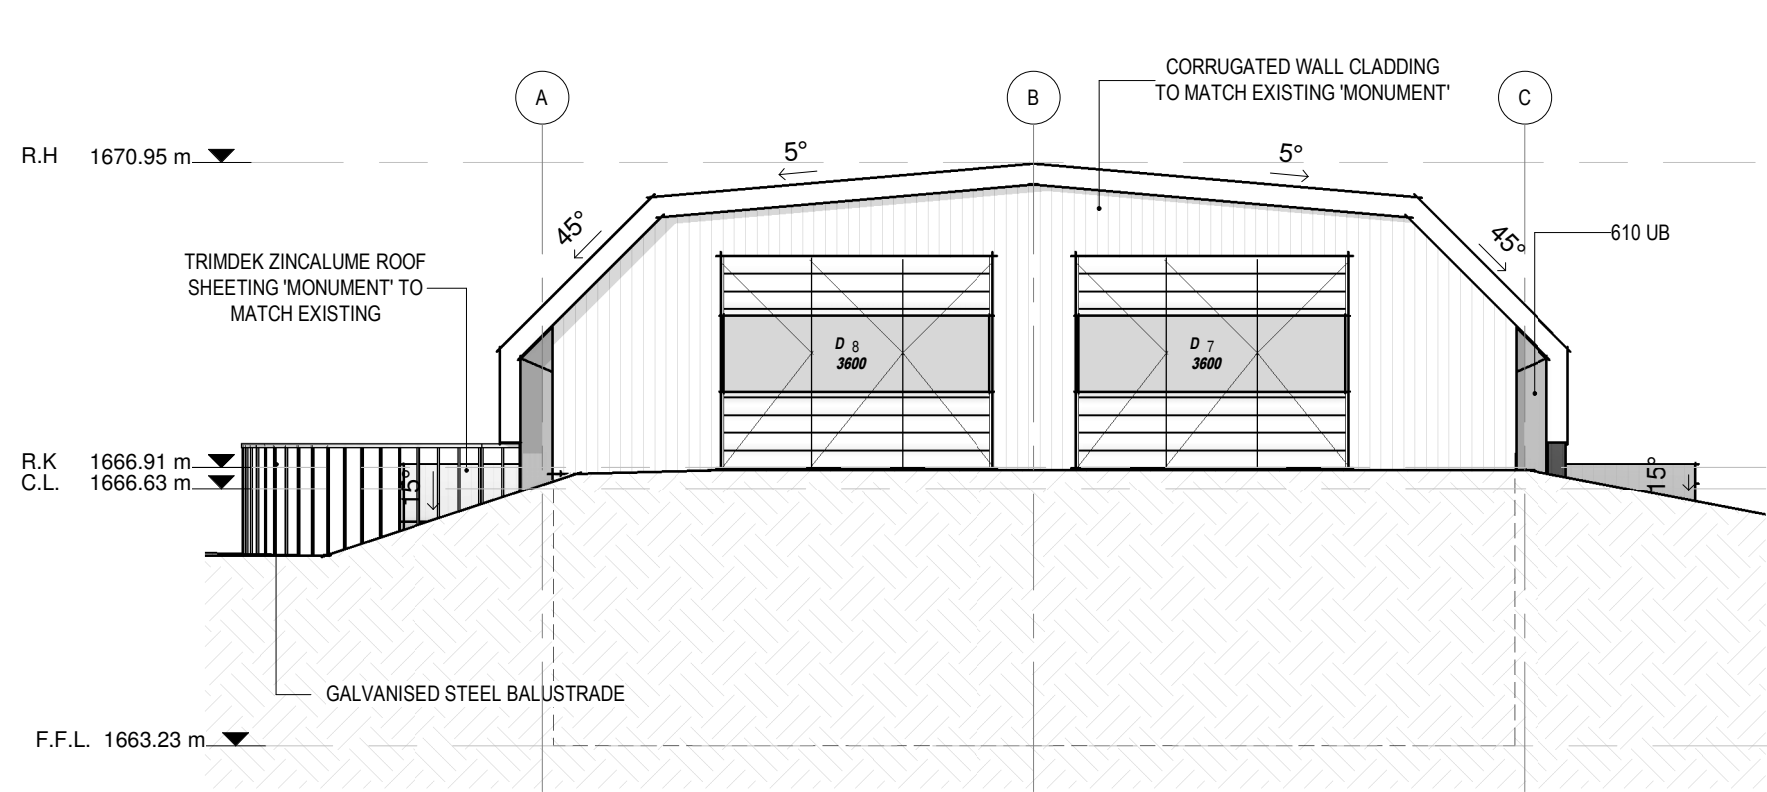 CORRUGATED WALL CLADDING
TO MATCH EXISTING 'MONUMENT'
A
B
C
R.H 1670.95 m
5°
5°
45°
45°
610 UB
TRIMDEK ZINCALUME ROOF
SHEETING 'MONUMENT' TO
MATCH EXISTING
D 8
3600
D 7
3600
R.K 1666.91 m
C.L. 1666.63 m
15°
15°
GALVANISED STEEL BALUSTRADE
F.F.L. 1663.23 m